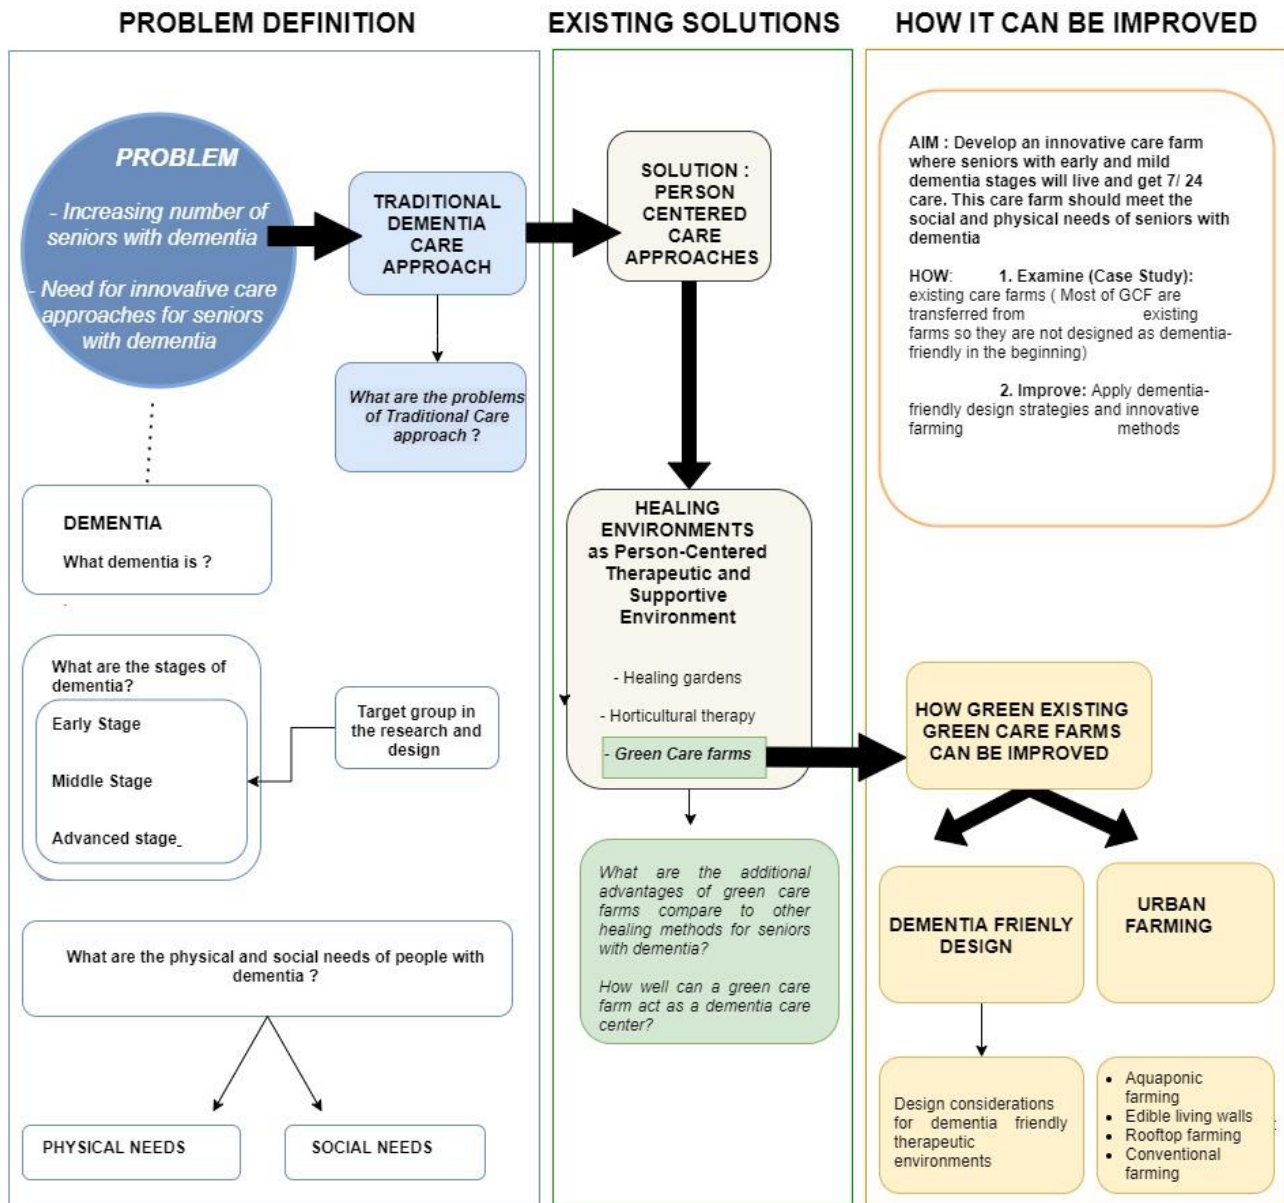 PROBLEM DEFINITION
EXISTING SOLUTIONS
HOW IT CAN BE IMPROVED
PROBLEM
- Increasing number of
seniors with dementia
- Need for innovative care
approaches for seniors
with dementia
TRADITIONAL
DEMENTIA
CARE
APPROACH
What are the problems
of Traditional Care
approach ?
DEMENTIA
What dementia is ?
What are the stages of
dementia?
Early Stage
Middle Stage
Advanced stage_
Target group in
the research and
design
What are the physical and social needs of people with
dementia ?
PHYSICAL NEEDS
SOCIAL NEEDS
SOLUTION :
PERSON
CENTERED
CARE
APPROACHES
HEALING
ENVIRONMENTS
as Person-Centered
Therapeutic and
Supportive
Environment
- Healing gardens
- Horticultural therapy
- Green Care farms
What are the additional
advantages of green care
farms compare to other
healing methods for seniors
with dementia?
How well can a green care
farm act as a dementia care
center?
AIM : Develop an innovative care farm
where seniors with early and mild
dementia stages will live and get 7/ 24
care. This care farm should meet the
social and physical needs of seniors with
dementia
HOW: 1. Examine (Case Study):
existing care farms ( Most of GCF are
transferred from existing
farms so they are not designed as dementia-
friendly in the beginning)
2. Improve: Apply dementia-
friendly design strategies and innovative
farming methods
HOW GREEN EXISTING
GREEN CARE FARMS
CAN BE IMPROVED
DEMENTIA FRIENLY
DESIGN
URBAN
FARMING
Design considerations
for dementia friendly
therapeutic
environments
• Aquaponic
farming
• Edible living walls
• Rooftop farming
• Conventional
farming